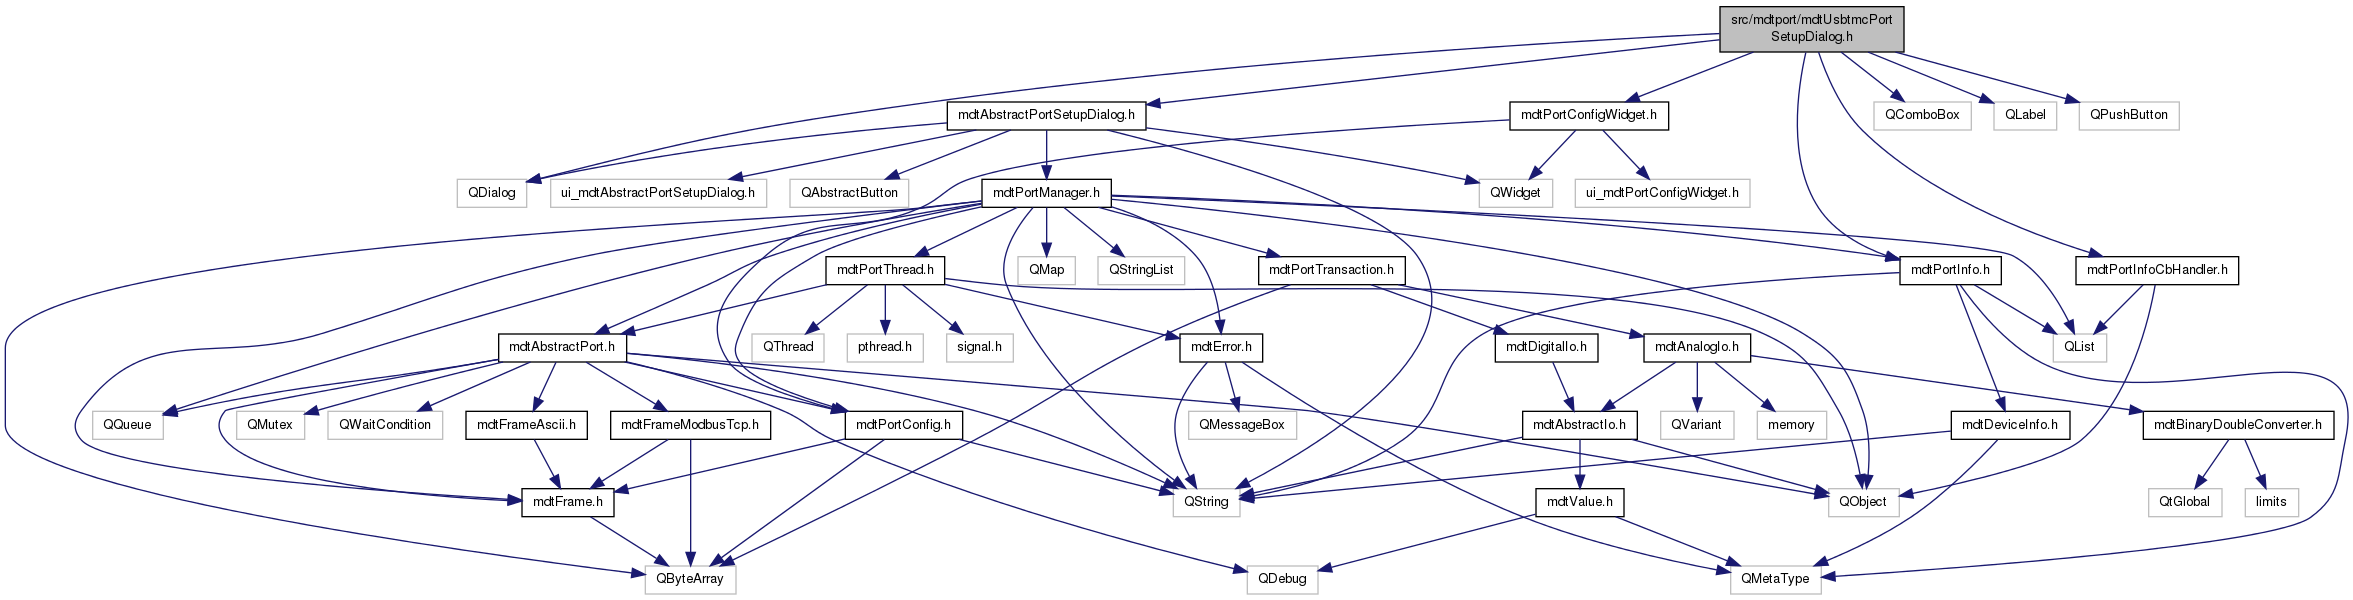 src/mdtport/mdtUsbtmcPort
SetupDialog.h
mdtAbstractPortSetupDialog.h
mdtPortConfigWidget.h
QComboBox
QLabel
QPushButton
QDialog
ui_mdtAbstractPortSetupDialog.h
QAbstractButton
mdtPortManager.h
QWidget
ui_mdtPortConfigWidget.h
mdtPortThread.h
QMap
QStringList
mdtPortTransaction.h
mdtPortInfo.h
mdtPortInfoCbHandler.h
mdtAbstractPort.h
QThread
pthread.h
signal.h
mdtError.h
mdtDigitalIo.h
mdtAnalogIo.h
QList
QQueue
QMutex
QWaitCondition
mdtFrameAscii.h
mdtFrameModbusTcp.h
mdtPortConfig.h
QMessageBox
mdtAbstractIo.h
QVariant
memory
mdtDeviceInfo.h
mdtBinaryDoubleConverter.h
mdtFrame.h
QString
mdtValue.h
QObject
QtGlobal
limits
QByteArray
QDebug
QMetaType